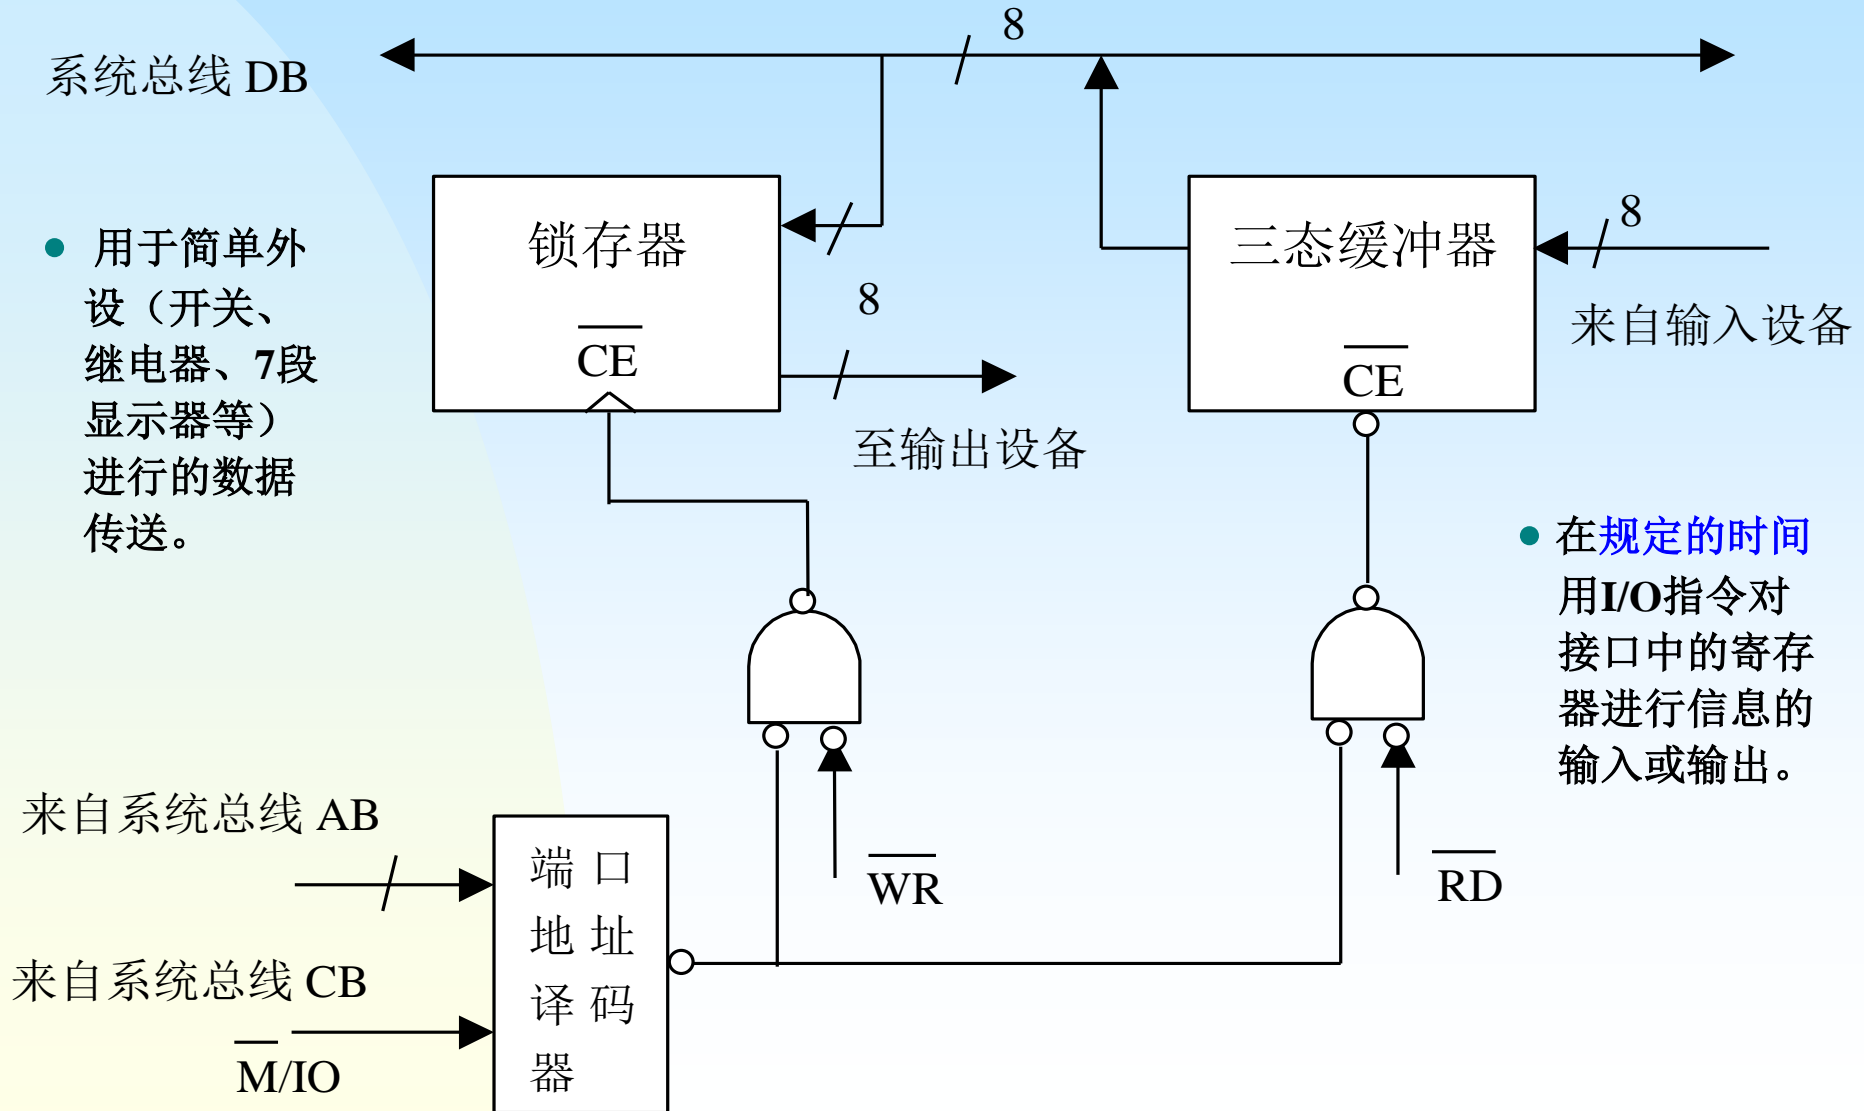 8
系统总线 DB
锁存器
C̅E̅
8
三态缓冲器
C̅E̅
8
来自输入设备
至输出设备
● 用于简单外
设（开关、
继电器、7段
显示器等）
进行的数据
传送。
● 在规定的时间
用I/O指令对
接口中的寄存
器进行信息的
输入或输出。
来自系统总线 AB
来自系统总线 CB
M̅/IO
端口
地址
译码
器
W̅R̅
R̅D̅